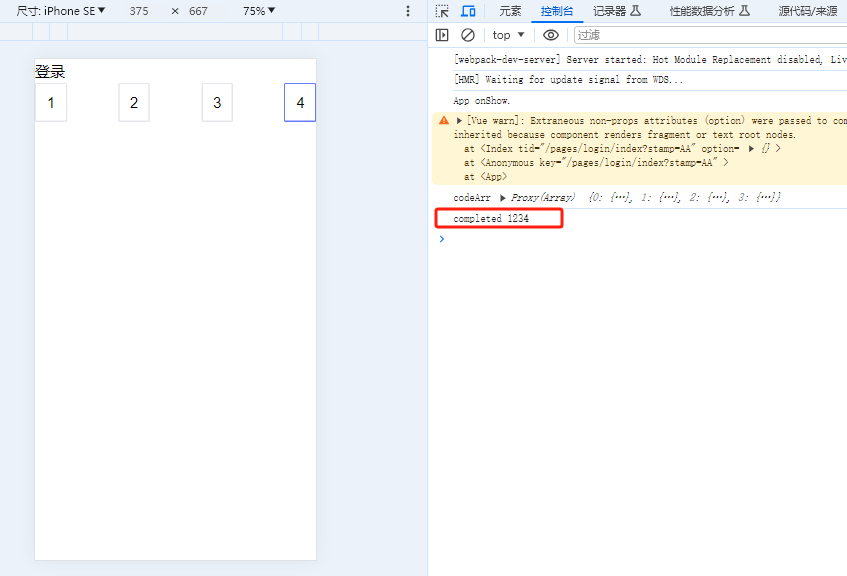 尺寸: iPhone SE▼ 375 × 667 75%▼
元素 控制台 记录器 性能数据分析 源代码/来源
top ▼ 过滤
登录
1 2 3 4
[webpack-dev-server] Server started: Hot Module Replacement disabled, Liv
[HMR] Waiting for update signal from WDS...
App onShow.
▶[Vue warn]: Extraneous non-props attributes (option) were passed to com
inherited because component renders fragment or text root nodes.
at <Index tid="/pages/login/index?stamp=AA" option= ▶ {} >
at <Anonymous key="/pages/login/index?stamp=AA" >
at <App>
codeArr ▶ Proxy(Array) {0: {…}, 1: {…}, 2: {…}, 3: {…}}
completed 1234
>